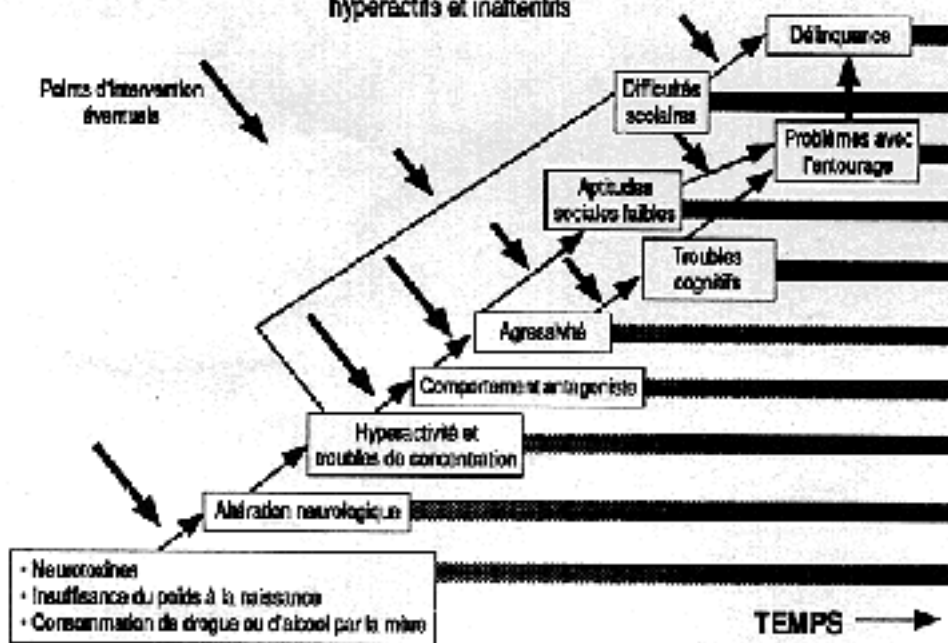 hyperactifs et inattentifs
Délinquance
Points d'intervention
éventuels
Difficultés
scolaires
Problèmes avec
l'entourage
Aptitudes
sociales faibles
Troubles
cognitifs
Agressivité
Comportement antagoniste
Hyperactivité et
troubles de concentration
Altération neurologique
• Neurotoxines
• Insuffisance du poids à la naissance
• Consommation de drogue ou d'alcool par la mère
TEMPS